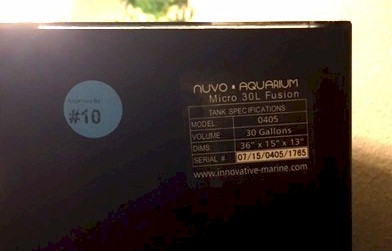 nuvo • AQUARIUM
Micro 30L Fusion
TANK SPECIFICATIONS
MODEL: 0405
VOLUME: 30 Gallons
DIMS: 36" x 15" x 13"
SERIAL # 07/15/0405/1765
www.innovative-marine.com
#10